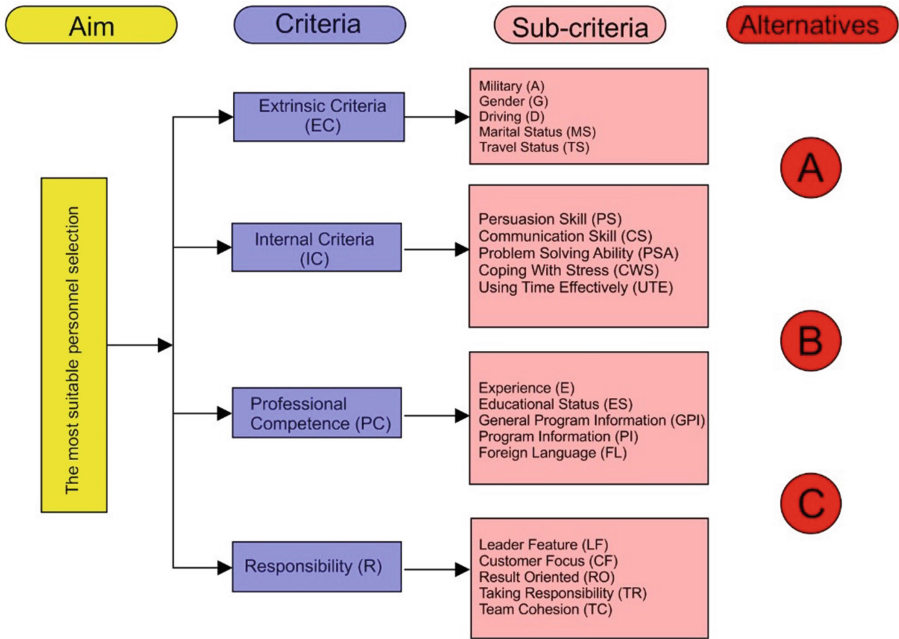 Aim
Criteria
Sub-criteria
Alternatives
The most suitable personnel selection
Extrinsic Criteria
(EC)
Military (A)
Gender (G)
Driving (D)
Marital Status (MS)
Travel Status (TS)
Internal Criteria
(IC)
Persuasion Skill (PS)
Communication Skill (CS)
Problem Solving Ability (PSA)
Coping With Stress (CWS)
Using Time Effectively (UTE)
Professional
Competence (PC)
Experience (E)
Educational Status (ES)
General Program Information (GPI)
Program Information (PI)
Foreign Language (FL)
Responsibility (R)
Leader Feature (LF)
Customer Focus (CF)
Result Oriented (RO)
Taking Responsibility (TR)
Team Cohesion (TC)
A
B
C